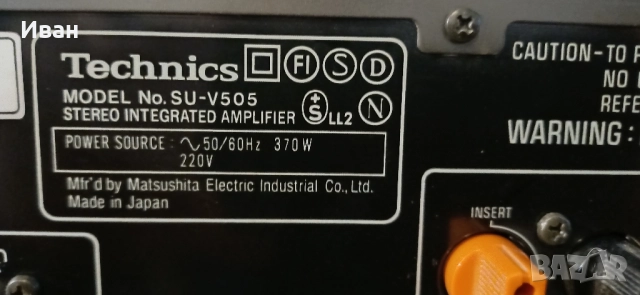 Иван
Technics FI S D
MODEL No. SU-V505
STEREO INTEGRATED AMPLIFIER +S LL2 N
POWER SOURCE : ∿50/60Hz 370W
220V
Mfr'd by Matsushita Electric Industrial Co., Ltd.
Made in Japan
CAUTION-TO
NO
REFE
WARNING:
INSERT
BAZAR